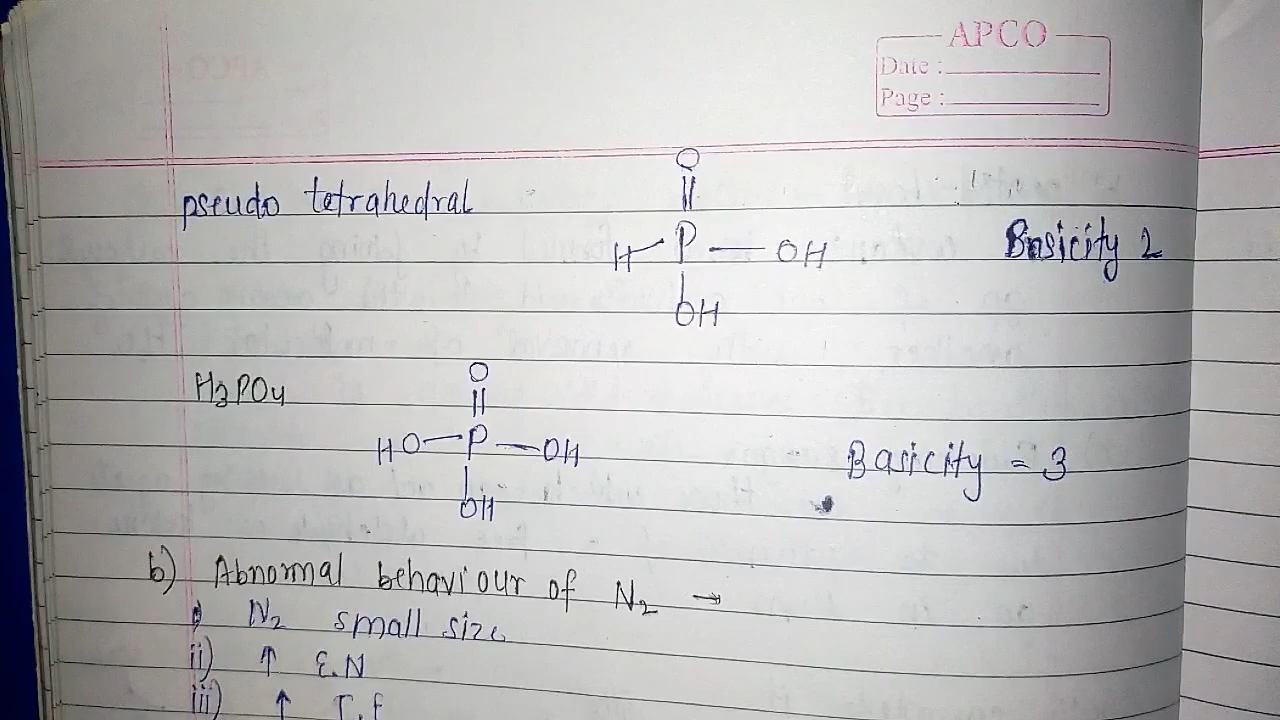 APCO
Date :
Page :
O
||
pseudo tetrahedral
H - P - OH Basicity 2
|
OH
O
||
H3PO4
HO - P - OH Basicity = 3
|
OH
b) Abnormal behaviour of N2 →
N2 small size
ii) ↑ E.N
iii) ↑